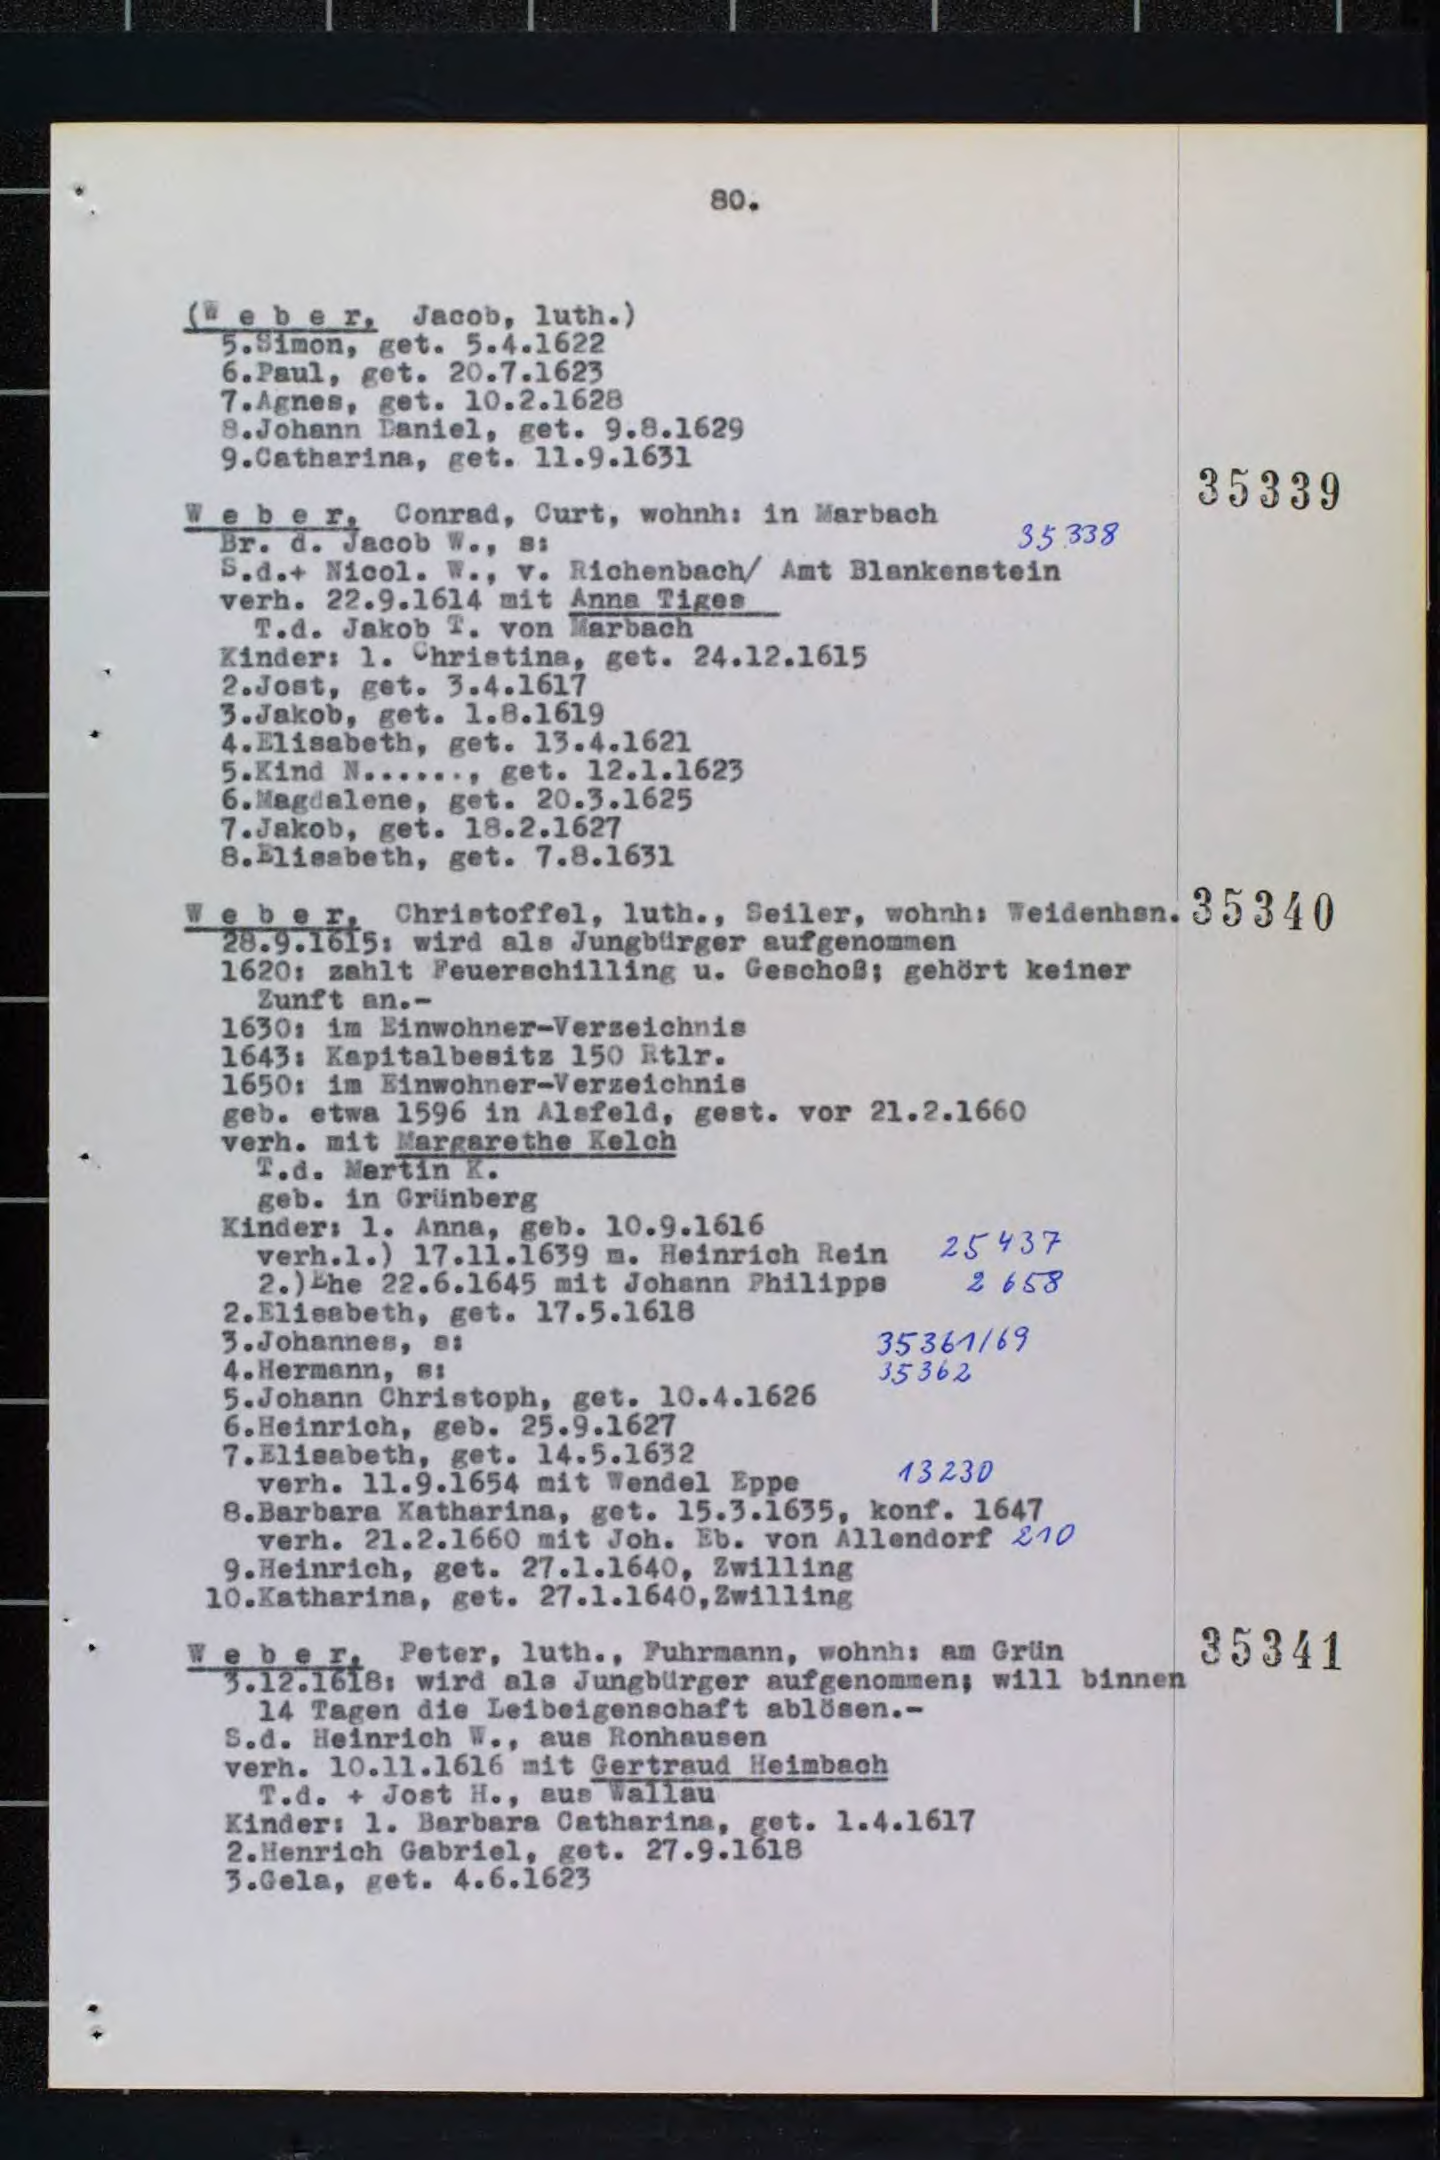 80.
(W e b e r, Jacob, luth.)
5.Simon, get. 5.4.1622
6.Paul, get. 20.7.1623
7.Agnes, get. 10.2.1628
8.Johann Daniel, get. 9.8.1629
9.Catharina, get. 11.9.1631
35339
W e b e r, Conrad, Curt, wohnh: in Marbach
Br. d. Jacob W., s: 35338
S.d.+ Nicol. W., v. Richenbach/ Amt Blankenstein
verh. 22.9.1614 mit Anna Tiges
T.d. Jakob T. von Marbach
Kinder: 1. Christina, get. 24.12.1615
2.Jost, get. 3.4.1617
3.Jakob, get. 1.8.1619
4.Elisabeth, get. 13.4.1621
5.Kind N......, get. 12.1.1623
6.Magdalene, get. 20.3.1625
7.Jakob, get. 18.2.1627
8.Elisabeth, get. 7.8.1631
W e b e r, Christoffel, luth., Seiler, wohnh: Weidenhsn. 35340
28.9.1615: wird als Jungbürger aufgenommen
1620: zahlt Feuerschilling u. Geschoß; gehört keiner
Zunft an.-
1630: im Einwohner-Verzeichnis
1643: Kapitalbesitz 150 Rtlr.
1650: im Einwohner-Verzeichnis
geb. etwa 1596 in Alsfeld, gest. vor 21.2.1660
verh. mit Margarethe Kelch
T.d. Martin K.
geb. in Grünberg
Kinder: 1. Anna, geb. 10.9.1616
verh.1.) 17.11.1639 m. Heinrich Rein 25437
2.)Ehe 22.6.1645 mit Johann Philipps 2658
2.Elisabeth, get. 17.5.1618
3.Johannes, s: 35361/69
4.Hermann, s: 35362
5.Johann Christoph, get. 10.4.1626
6.Heinrich, geb. 25.9.1627
7.Elisabeth, get. 14.5.1632
verh. 11.9.1654 mit Wendel Eppe 13230
8.Barbara Katharina, get. 15.3.1635, konf. 1647
verh. 21.2.1660 mit Joh. Eb. von Allendorf 210
9.Heinrich, get. 27.1.1640, Zwilling
10.Katharina, get. 27.1.1640,Zwilling
W e b e r, Peter, luth., Fuhrmann, wohnh: am Grün 35341
3.12.1618: wird als Jungbürger aufgenommen; will binnen
14 Tagen die Leibeigenschaft ablösen.-
S.d. Heinrich W., aus Ronhausen
verh. 10.11.1616 mit Gertraud Heimbach
T.d. + Jost H., aus Wallau
Kinder: 1. Barbara Catharina, get. 1.4.1617
2.Henrich Gabriel, get. 27.9.1618
3.Gela, get. 4.6.1623